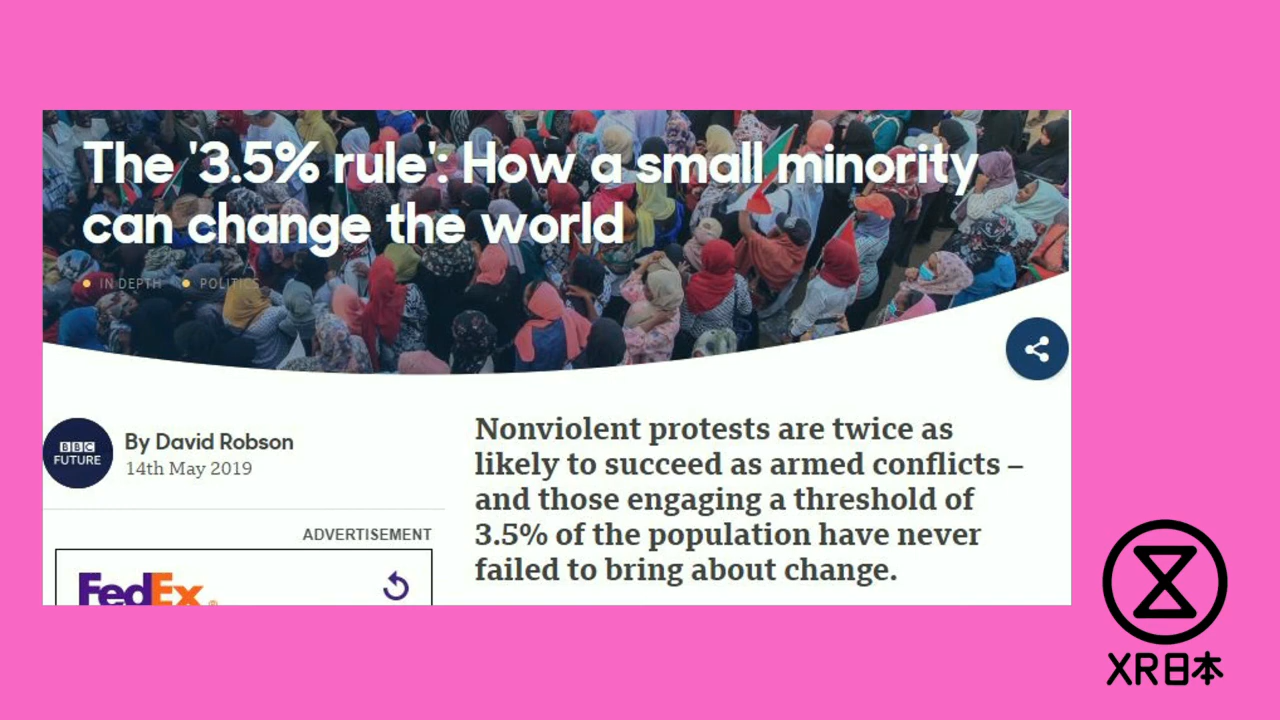 The '3.5% rule': How a small minority
can change the world
IN DEPTH POLITICS
BBC
FUTURE
By David Robson
14th May 2019
ADVERTISEMENT
FedEx®
Nonviolent protests are twice as
likely to succeed as armed conflicts –
and those engaging a threshold of
3.5% of the population have never
failed to bring about change.
XR日本